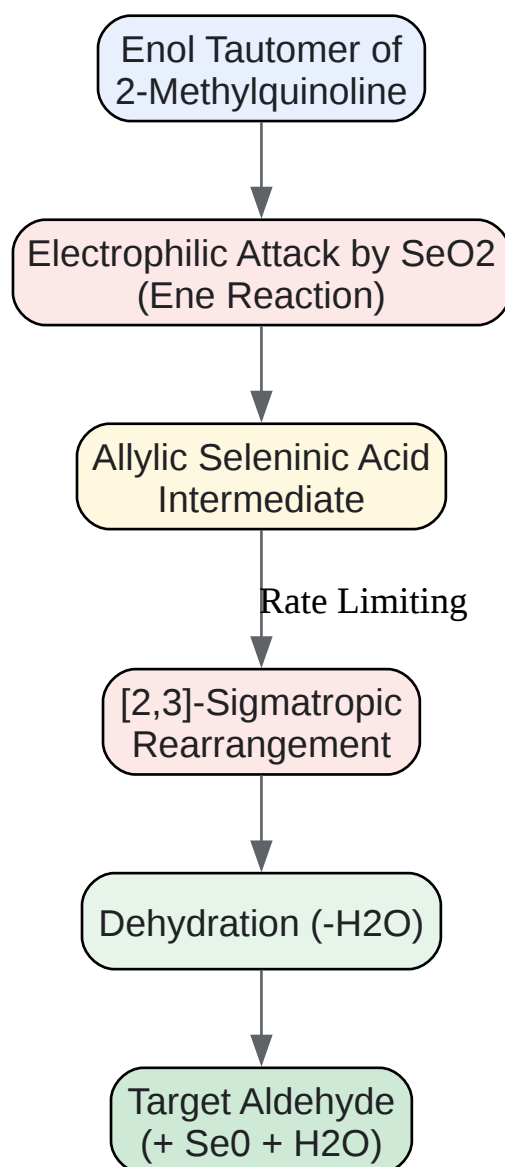 Enol Tautomer of
2-Methylquinoline
Electrophilic Attack by SeO2
(Ene Reaction)
Allylic Seleninic Acid
Intermediate
Rate Limiting
[2,3]-Sigmatropic
Rearrangement
Dehydration (-H2O)
Target Aldehyde
(+ Se0 + H2O)